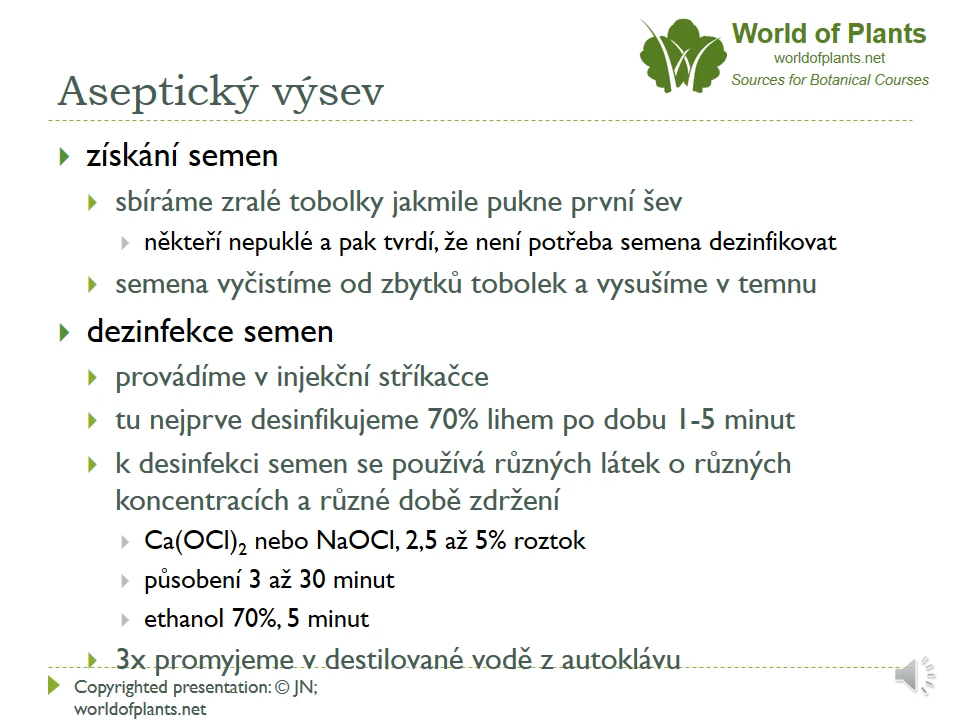 World of Plants
worldofplants.net
Sources for Botanical Courses
Aseptický výsev
získání semen
sbíráme zralé tobolky jakmile pukne první šev
někteří nepuklé a pak tvrdí, že není potřeba semena dezinfikovat
semena vyčistíme od zbytků tobolek a vysušíme v temnu
dezinfekce semen
provádíme v injekční stříkačce
tu nejprve desinfikujeme 70% lihem po dobu 1-5 minut
k desinfekci semen se používá různých látek o různých
koncentracích a různé době zdržení
Ca(OCl)₂ nebo NaOCl, 2,5 až 5% roztok
působení 3 až 30 minut
ethanol 70%, 5 minut
3x promyjeme v destilované vodě z autoklávu
Copyrighted presentation: © JN;
worldofplants.net